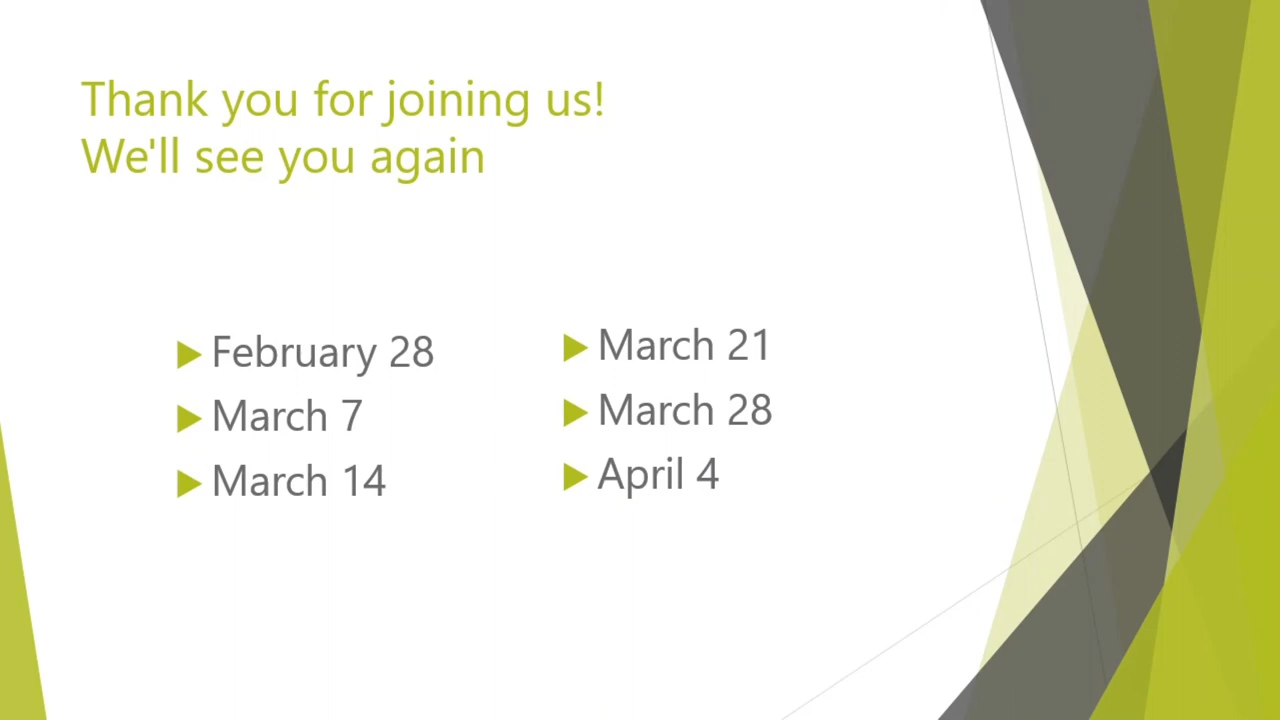 Thank you for joining us!
We'll see you again
February 28
March 7
March 14
March 21
March 28
April 4